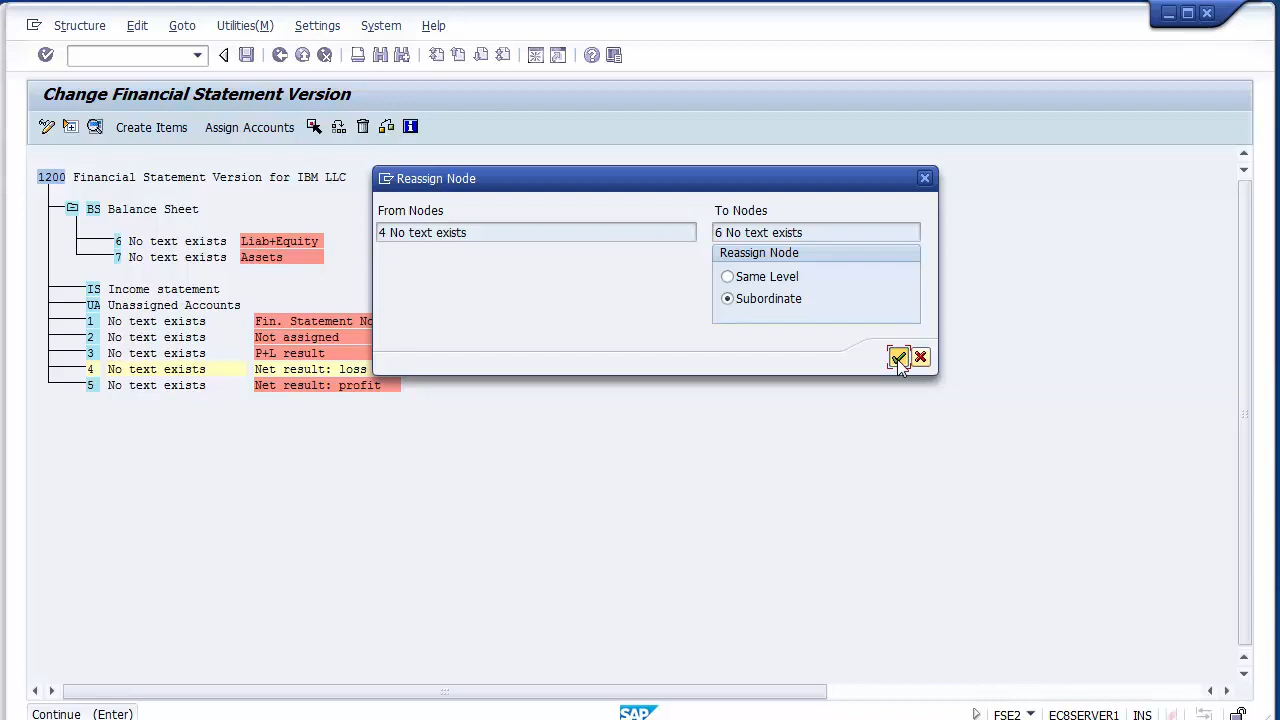 Structure Edit Goto Utilities(M) Settings System Help
Change Financial Statement Version
Create Items Assign Accounts
1200 Financial Statement Version for IBM LLC
BS Balance Sheet
6 No text exists Liab+Equity
7 No text exists Assets
IS Income statement
UA Unassigned Accounts
1 No text exists Fin. Statement No
2 No text exists Not assigned
3 No text exists P+L result
4 No text exists Net result: loss
5 No text exists Net result: profit
Reassign Node
From Nodes To Nodes
4 No text exists 6 No text exists
Reassign Node
Same Level
Subordinate
Continue (Enter) SAP FSE2 EC8SERVER1 INS